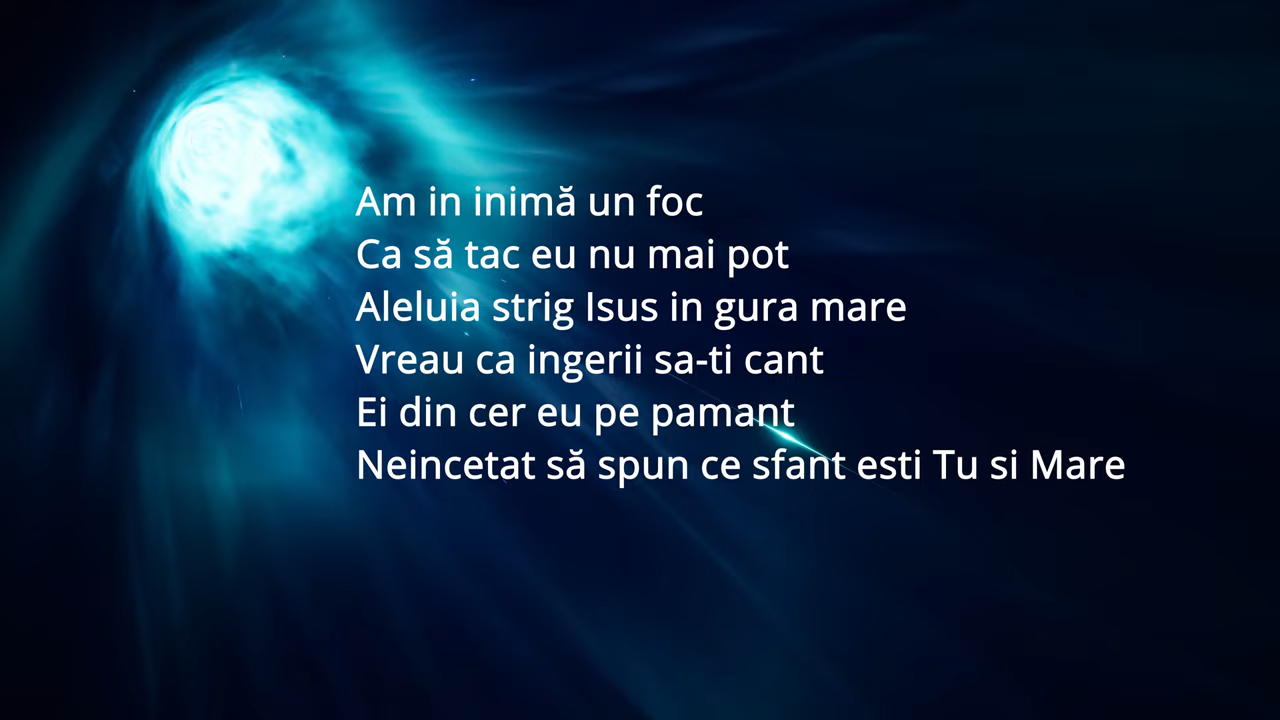 Am in inimă un foc
Ca să tac eu nu mai pot
Aleluia strig Isus in gura mare
Vreau ca ingerii sa-ti cant
Ei din cer eu pe pamant
Neincetat să spun ce sfant esti Tu si Mare